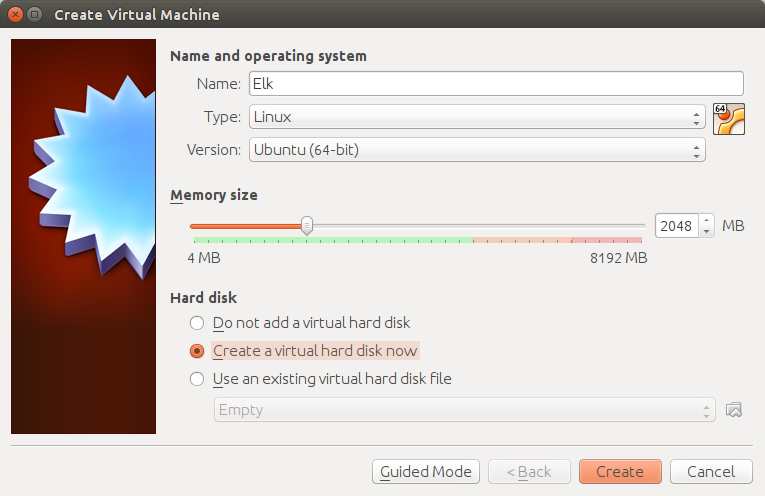 Create Virtual Machine
Name and operating system
Name: Elk
Type: Linux
64
Version: Ubuntu (64-bit)
Memory size
2048 MB
4 MB 8192 MB
Hard disk
Do not add a virtual hard disk
Create a virtual hard disk now
Use an existing virtual hard disk file
Empty
Guided Mode < Back Create Cancel